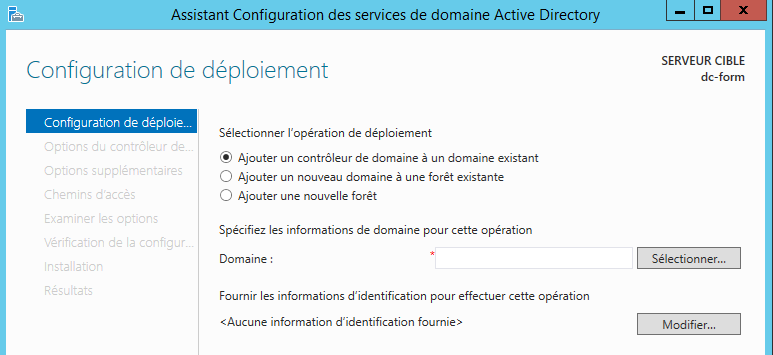 Assistant Configuration des services de domaine Active Directory
Configuration de déploiement
SERVEUR CIBLE
dc-form
Configuration de déploie...
Options du contrôleur de...
Options supplémentaires
Chemins d'accès
Examiner les options
Vérification de la configur...
Installation
Résultats
Sélectionner l'opération de déploiement
Ajouter un contrôleur de domaine à un domaine existant
Ajouter un nouveau domaine à une forêt existante
Ajouter une nouvelle forêt
Spécifiez les informations de domaine pour cette opération
Domaine : * Sélectionner...
Fournir les informations d'identification pour effectuer cette opération
<Aucune information d'identification fournie> Modifier...